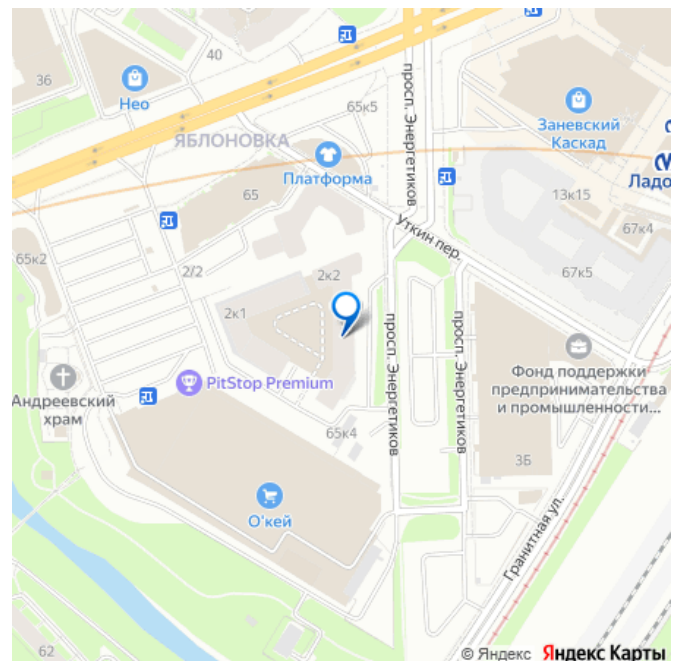 36
40
Нео
65к5
ЯБЛОНОВКА
просп. Энергетиков
Заневский
Каскад
Платформа
Ладо
65
13к15
67к4
Уткин пер.
65к2
2/2
2к2
67к5
2к1
просп. Энергетиков
просп. Энергетиков
Фонд поддержки
предпринимательства
и промышленности...
Андреевский
храм
PitStop Premium
65к4
3Б
О'кей
Гранитная ул.
62
© Яндекс Яндекс Карты